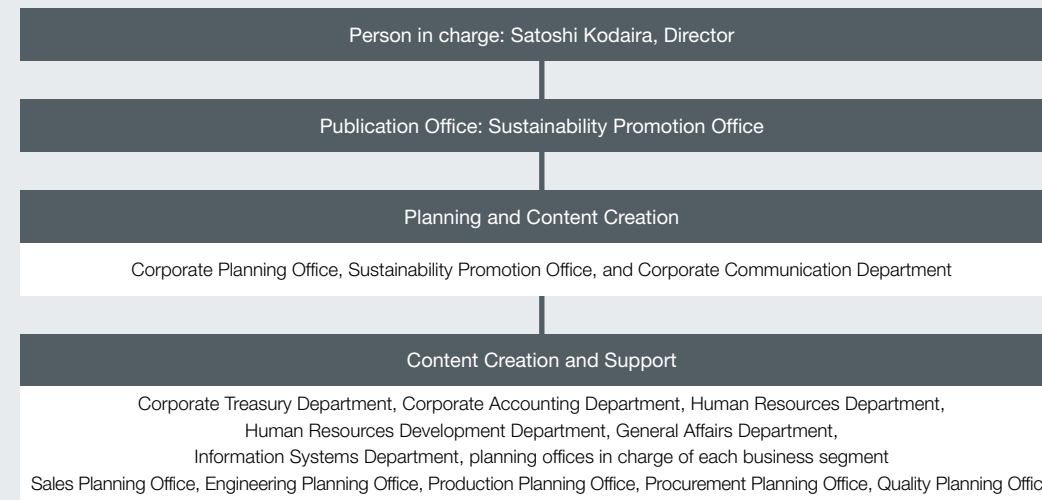 Person in charge: Satoshi Kodaira, Director
Publication Office: Sustainability Promotion Office
Planning and Content Creation
Corporate Planning Office, Sustainability Promotion Office, and Corporate Communication Department
Content Creation and Support
Corporate Treasury Department, Corporate Accounting Department, Human Resources Department,
Human Resources Development Department, General Affairs Department,
Information Systems Department, planning offices in charge of each business segment
Sales Planning Office, Engineering Planning Office, Production Planning Office, Procurement Planning Office, Quality Planning